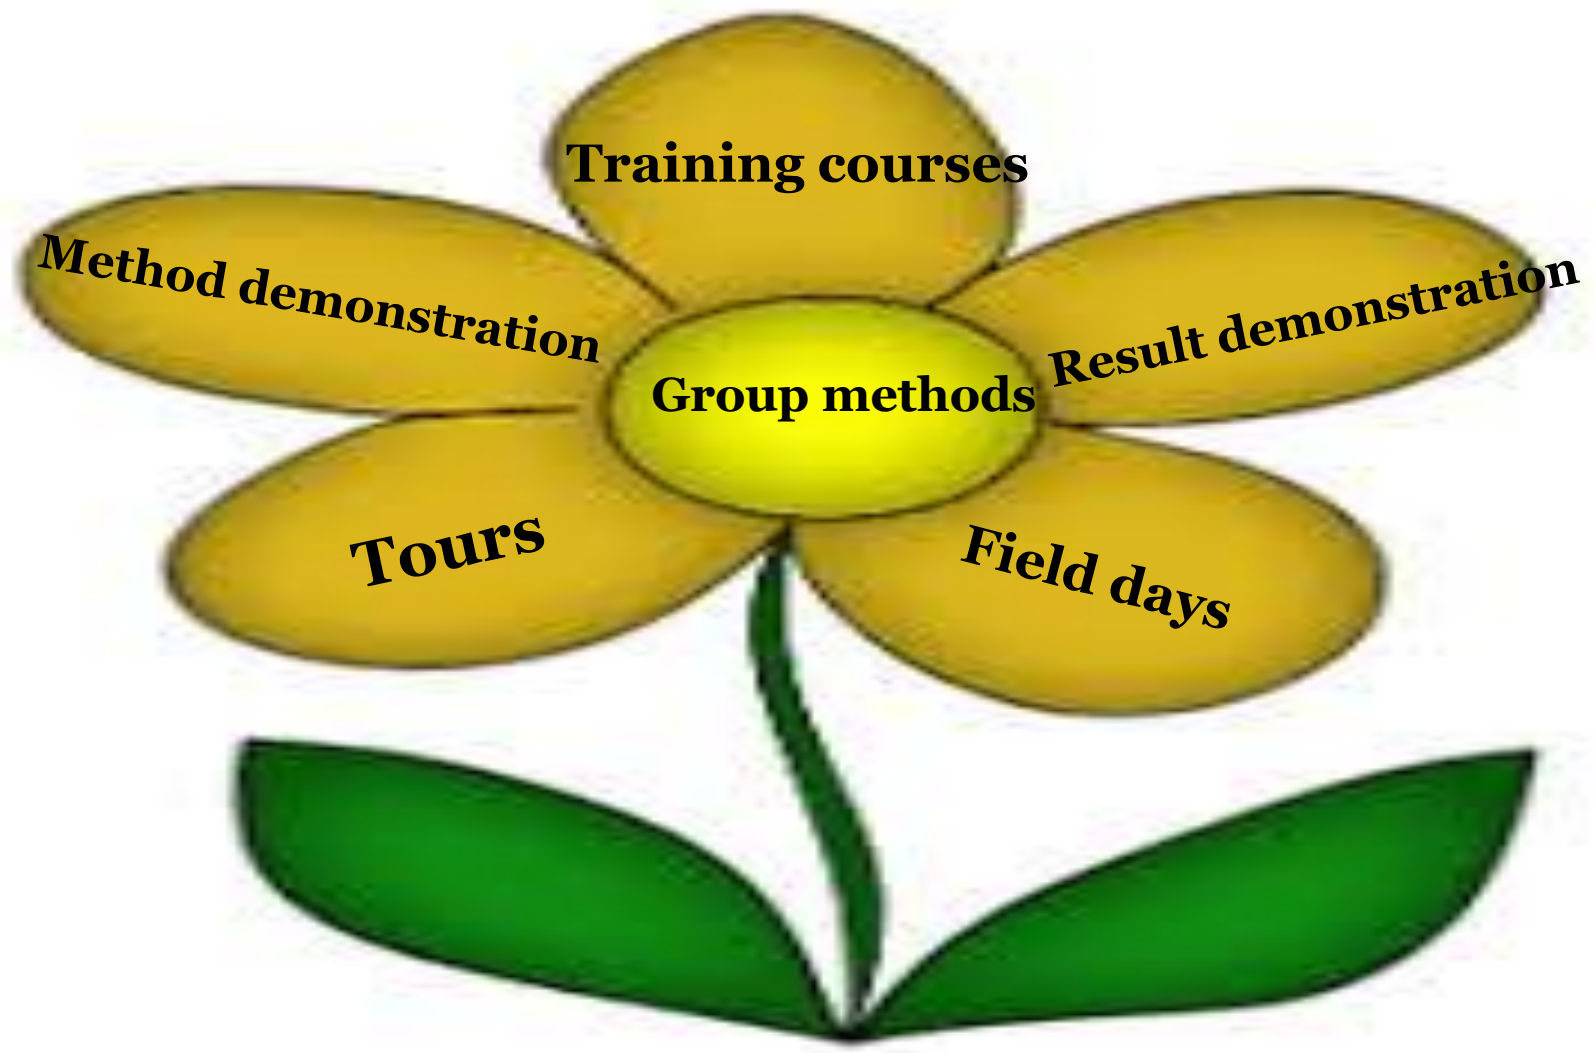 Training courses
Method demonstration
Result demonstration
Group methods
Tours
Field days